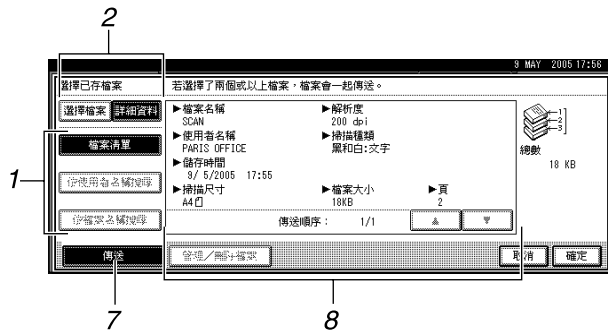 2
9 MAY 2005 17:56
選擇已存檔案 若選擇了兩個或以上檔案，檔案會一起傳送。
選擇檔案 詳細資料
►檔案名稱 ►解析度
SCAN 200 dpi
►使用者名稱 ►掃描種類
PARIS OFFICE 黑和白:文字
►儲存時間
9/ 5/2005 17:55
►掃描尺寸 ►檔案大小 ►頁
A4 18KB 2
傳送順序： 1/1 ▲ ▼
1
檔案清單
依使用者名稱搜尋
依檔案名稱搜尋
1
2
3
總數
18 KB
傳送 管理／刪除檔案 取消 確定
7 8